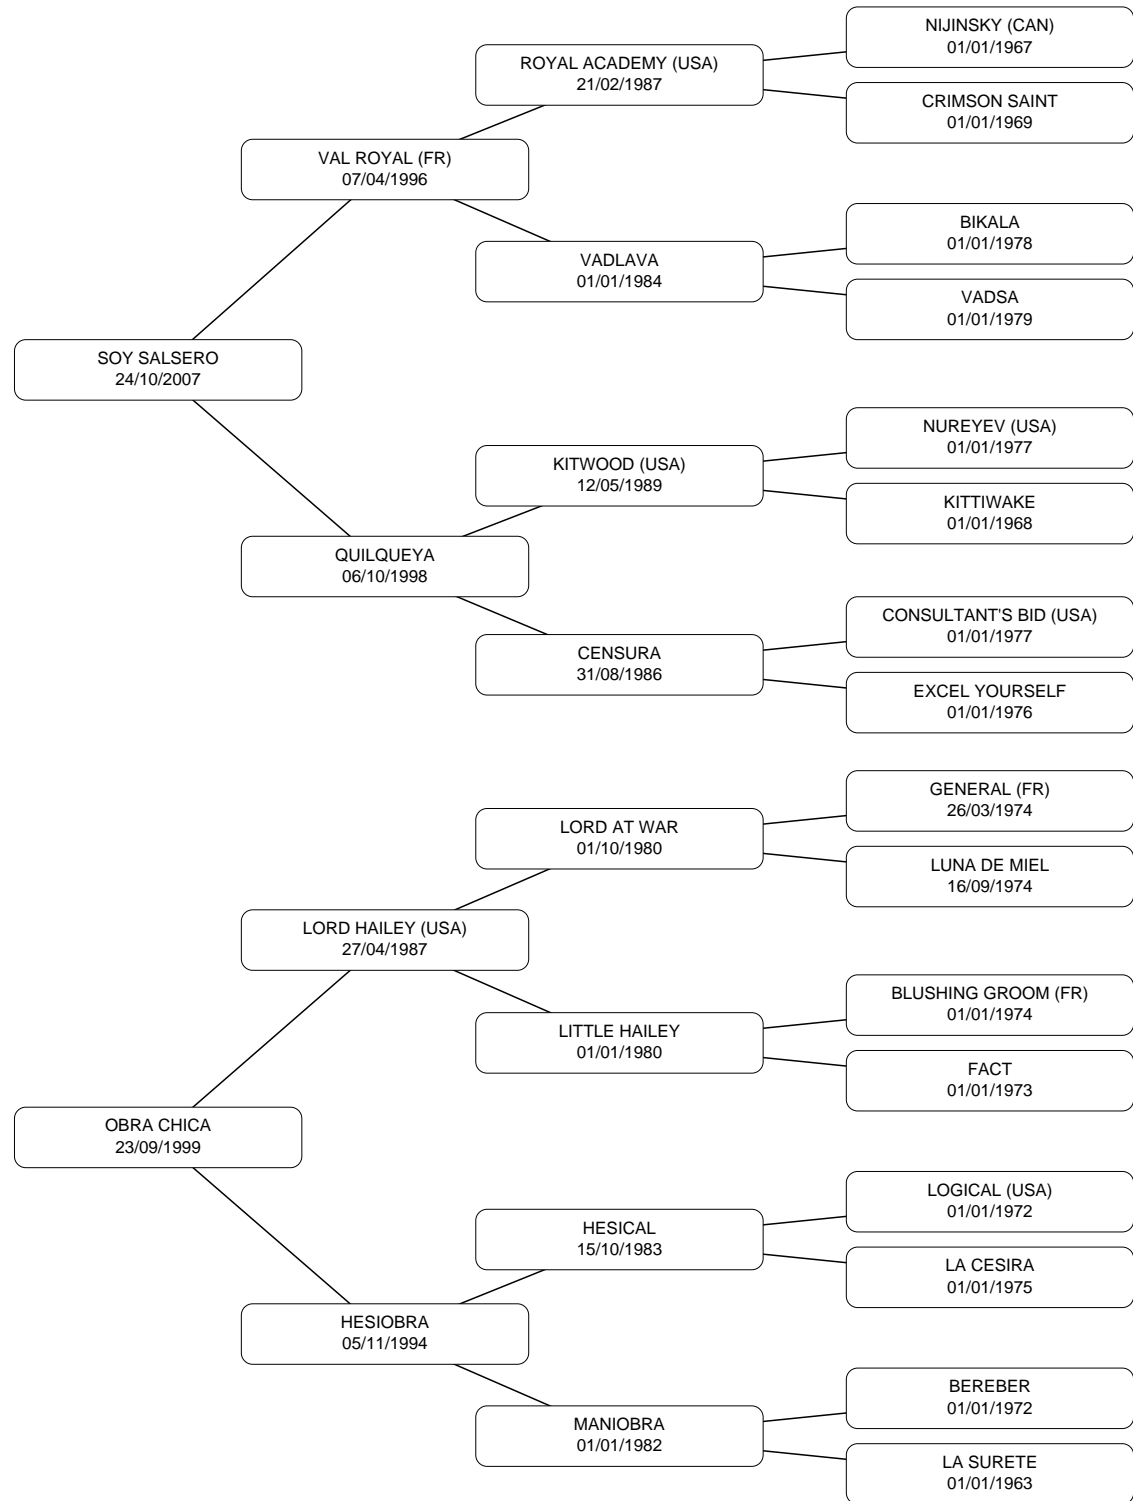 NIJINSKY (CAN)
01/01/1967
ROYAL ACADEMY (USA)
21/02/1987
CRIMSON SAINT
01/01/1969
VAL ROYAL (FR)
07/04/1996
BIKALA
01/01/1978
VADLAVA
01/01/1984
VADSA
01/01/1979
SOY SALSERO
24/10/2007
NUREYEV (USA)
01/01/1977
KITWOOD (USA)
12/05/1989
KITTIWAKE
01/01/1968
QUILQUEYA
06/10/1998
CONSULTANT'S BID (USA)
01/01/1977
CENSURA
31/08/1986
EXCEL YOURSELF
01/01/1976
GENERAL (FR)
26/03/1974
LORD AT WAR
01/10/1980
LUNA DE MIEL
16/09/1974
LORD HAILEY (USA)
27/04/1987
BLUSHING GROOM (FR)
01/01/1974
LITTLE HAILEY
01/01/1980
FACT
01/01/1973
OBRA CHICA
23/09/1999
LOGICAL (USA)
01/01/1972
HESICAL
15/10/1983
LA CESIRA
01/01/1975
HESIOBRA
05/11/1994
BEREBER
01/01/1972
MANIOBRA
01/01/1982
LA SURETE
01/01/1963